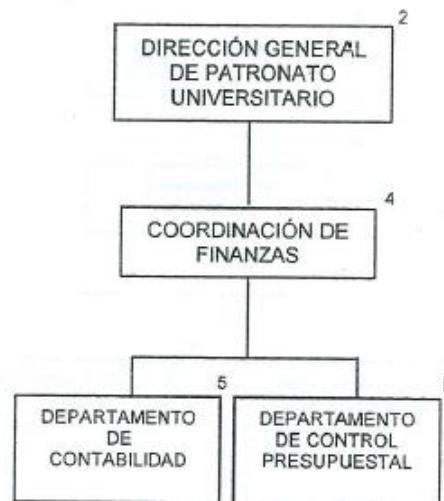 2
DIRECCIÓN GENERAL
DE PATRONATO
UNIVERSITARIO
4
COORDINACIÓN DE
FINANZAS
5
DEPARTAMENTO
DE
CONTABILIDAD
DEPARTAMENTO
DE CONTROL
PRESUPUESTAL